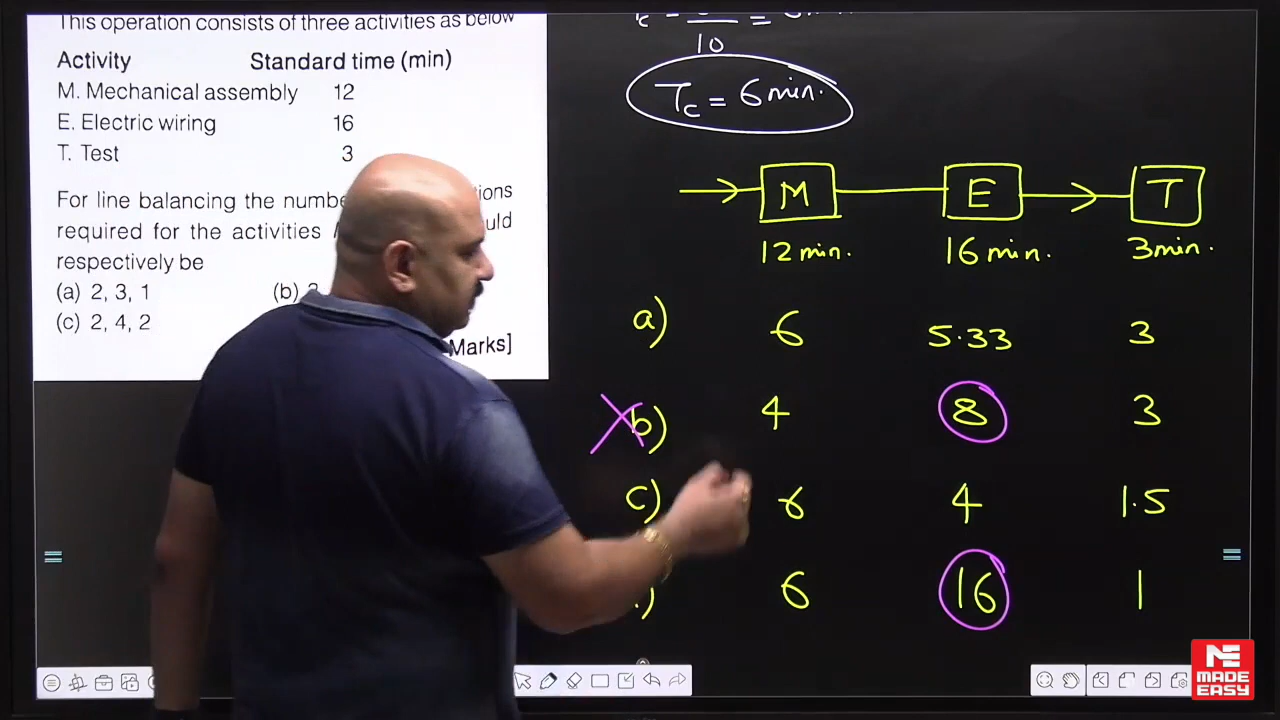 This operation consists of three activities as below
Activity Standard time (min)
M. Mechanical assembly 12
E. Electric wiring 16
T. Test 3
For line balancing the
required for the activities
respectively be
(a) 2, 3, 1 (b)
(c) 2, 4, 2
Marks]
10
Tc = 6 min.
M E T
12 min. 16 min. 3 min.
a) 6 5.33 3
b) 4 8 3
c) 6 4 1.5
6 16 1
MADE EASY